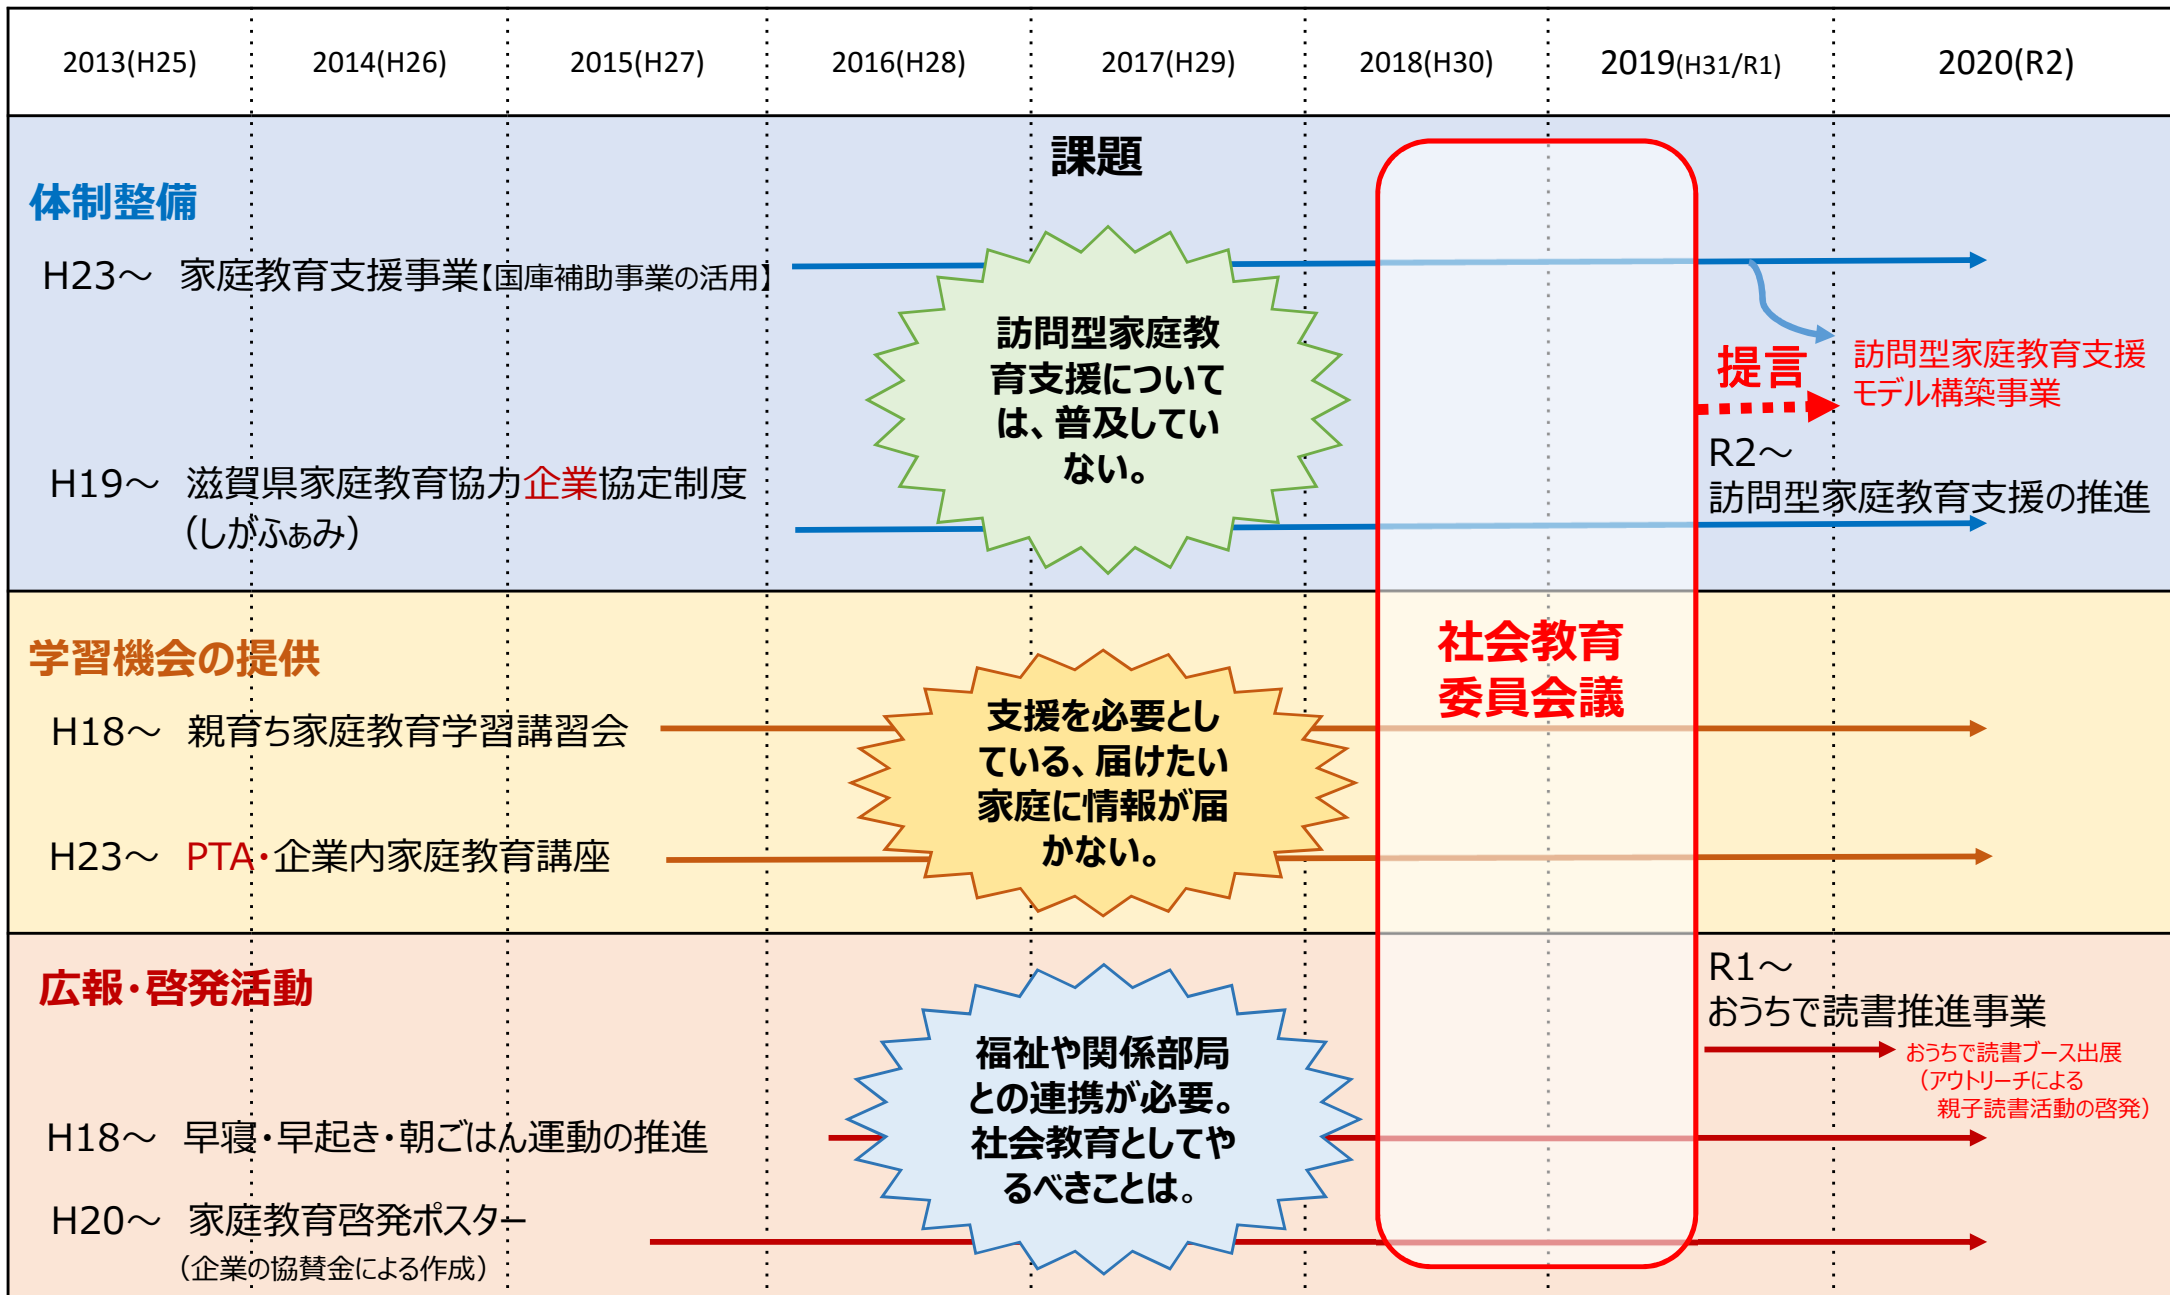 2013(H25)
2014(H26)
2015(H27)
2016(H28)
2017(H29)
2018(H30)
2019(H31/R1)
2020(R2)
課題
体制整備
H23～ 家庭教育支援事業【国庫補助事業の活用】
訪問型家庭教
育支援について
は、普及してい
ない。
提言
訪問型家庭教育支援
モデル構築事業
H19～ 滋賀県家庭教育協力企業協定制度
(しがふぁみ)
R2～
訪問型家庭教育支援の推進
学習機会の提供
社会教育
委員会議
H18～ 親育ち家庭教育学習講習会
支援を必要とし
ている、届けたい
家庭に情報が届
かない。
H23～ PTA・企業内家庭教育講座
広報・啓発活動
R1～
おうちで読書推進事業
おうちで読書ブース出展
（アウトリーチによる
親子読書活動の啓発）
福祉や関係部局
との連携が必要。
社会教育としてや
るべきことは。
H18～ 早寝・早起き・朝ごはん運動の推進
H20～ 家庭教育啓発ポスター
（企業の協賛金による作成）